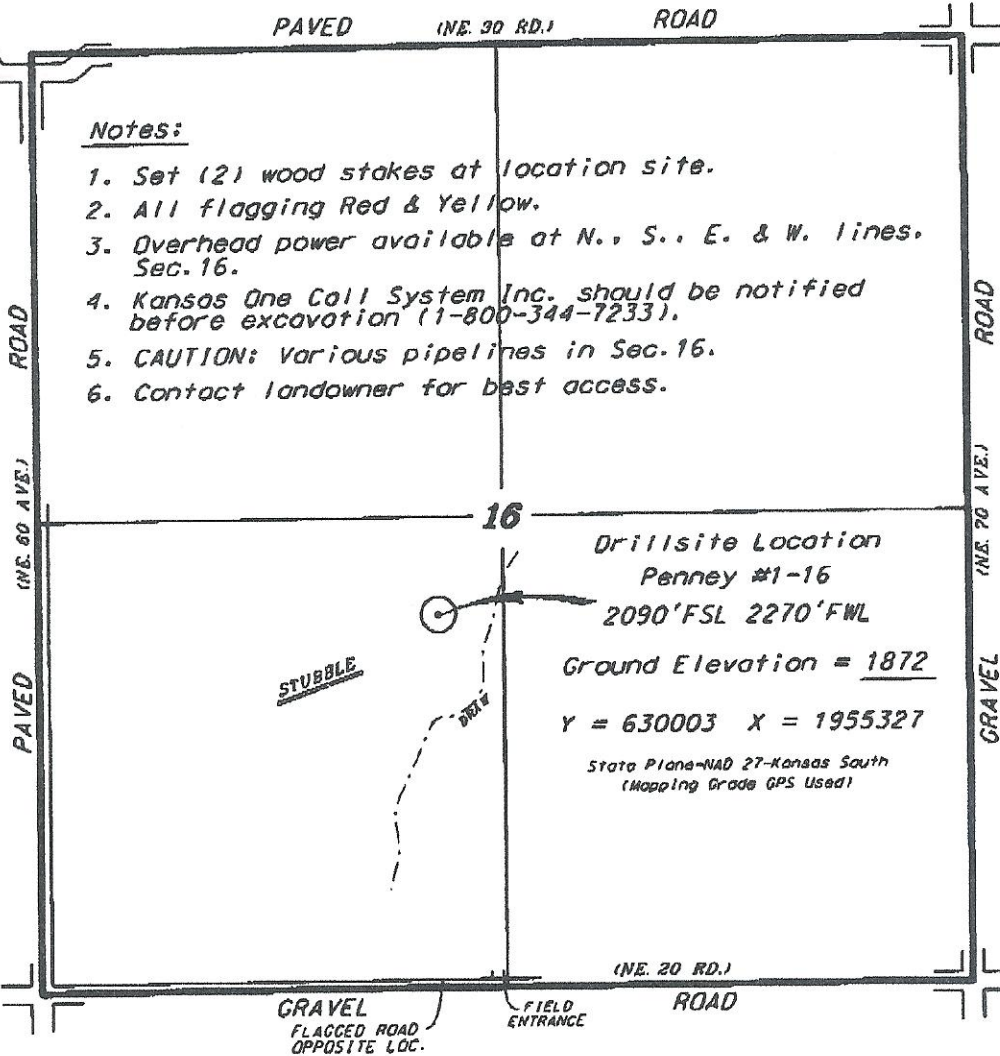 PAVED (NE. 30 RD.) ROAD
Notes:
1. Set (2) wood stakes at location site.
2. All flagging Red & Yellow.
3. Overhead power available at N., S., E. & W. lines,
Sec. 16.
4. Kansas One Call System Inc. should be notified
before excavation (1-800-344-7233).
5. CAUTION: Various pipelines in Sec. 16.
6. Contact landowner for best access.
ROAD
(NE. 60 AVE.)
PAVED
ROAD
(NE. 70 AVE.)
GRAVEL
16
Drillsite Location
Penney #1-16
2090'FSL 2270'FWL
Ground Elevation = 1872
Y = 630003 X = 1955327
State Plane-NAD 27-Kansas South
(Mapping Grade GPS Used)
STUBBLE
DRAW
(NE. 20 RD.)
GRAVEL ROAD
FLAGGED ROAD
OPPOSITE LOC.
FIELD
ENTRANCE